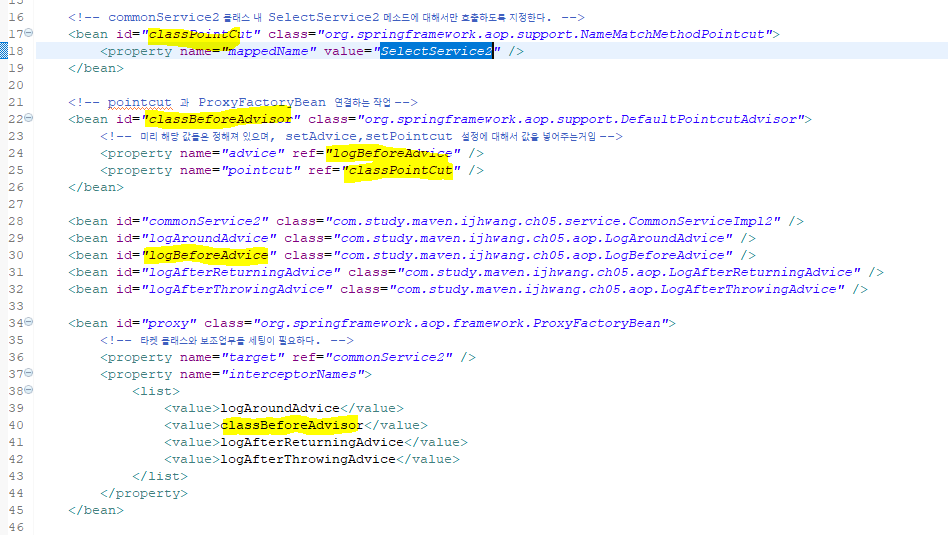 16 <!-- commonService2 클래스 내 SelectService2 메소드에 대해서만 호출하도록 지정한다. -->
17 <bean id="classPointCut" class="org.springframework.aop.support.NameMatchMethodPointcut">
18 <property name="mappedName" value="SelectService2" />
19 </bean>
20
21 <!-- pointcut 과 ProxyFactoryBean 연결하는 작업 -->
22 <bean id="classBeforeAdvisor" class="org.springframework.aop.support.DefaultPointcutAdvisor">
23 <!-- 미리 해당 값들은 정해져 있으며, setAdvice,setPointcut 설정에 대해서 값을 넣어주는거임 -->
24 <property name="advice" ref="logBeforeAdvice" />
25 <property name="pointcut" ref="classPointCut" />
26 </bean>
27
28 <bean id="commonService2" class="com.study.maven.ijhwang.ch05.service.CommonServiceImpl2" />
29 <bean id="logAroundAdvice" class="com.study.maven.ijhwang.ch05.aop.LogAroundAdvice" />
30 <bean id="logBeforeAdvice" class="com.study.maven.ijhwang.ch05.aop.LogBeforeAdvice" />
31 <bean id="logAfterReturningAdvice" class="com.study.maven.ijhwang.ch05.aop.LogAfterReturningAdvice" />
32 <bean id="logAfterThrowingAdvice" class="com.study.maven.ijhwang.ch05.aop.LogAfterThrowingAdvice" />
33
34 <bean id="proxy" class="org.springframework.aop.framework.ProxyFactoryBean">
35 <!-- 타켓 클래스와 보조업무를 세팅이 필요하다. -->
36 <property name="target" ref="commonService2" />
37 <property name="interceptorNames">
38 <list>
39 <value>logAroundAdvice</value>
40 <value>classBeforeAdvisor</value>
41 <value>logAfterReturningAdvice</value>
42 <value>logAfterThrowingAdvice</value>
43 </list>
44 </property>
45 </bean>
46